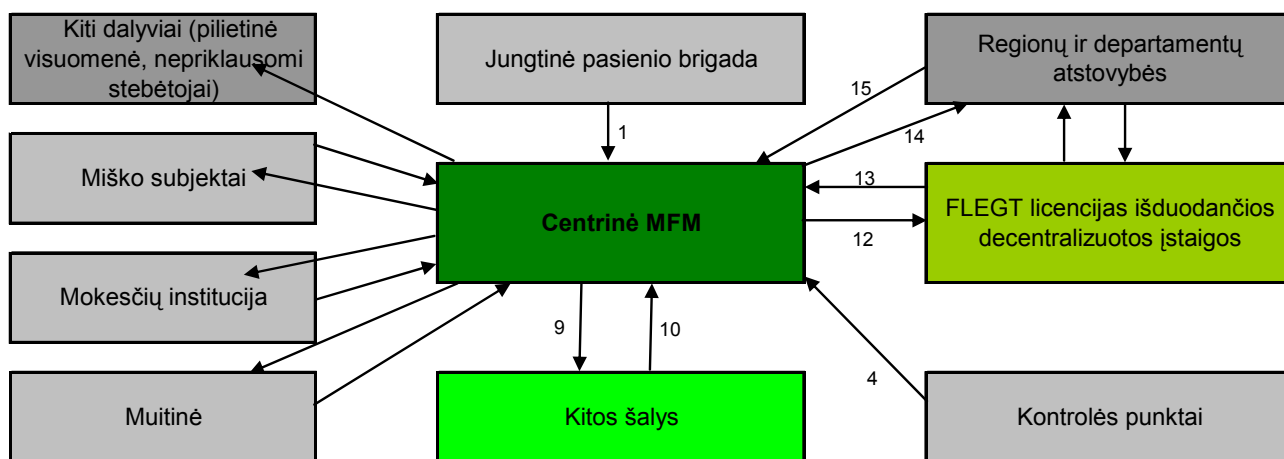 Kiti dalyviai (pilietinė
visuomenė, nepriklausomi
stebėtojai)
Jungtinė pasienio brigada
Regionų ir departamentų
atstovybės
15
1
14
Miško subjektai
Centrinė MFM
13
12
FLEGT licencijas išduodančios
decentralizuotos įstaigos
Mokesčių institucija
9
10
4
Muitinė
Kitos šalys
Kontrolės punktai